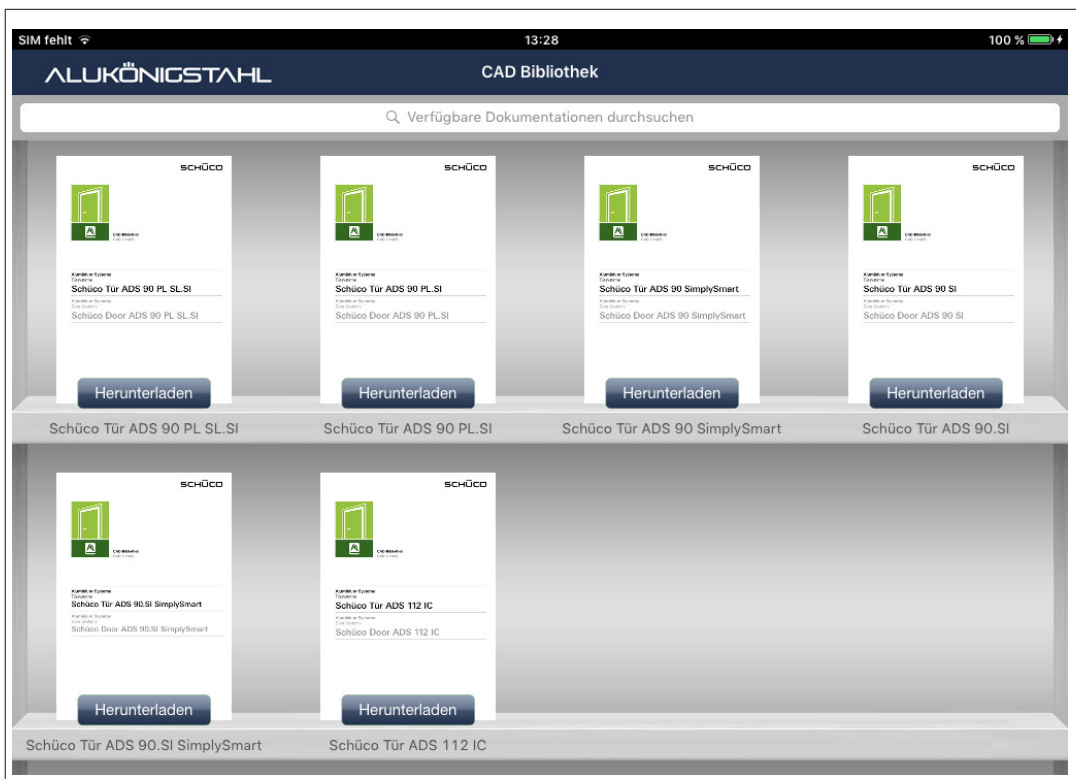 SIM fehlt
13:28
100 %
ALUKÖNIGSTAHL
CAD Bibliothek
Verfügbare Dokumentationen durchsuchen
SCHÜCO
SCHÜCO
SCHÜCO
SCHÜCO
Schüco Tür ADS 90 PL SL.SI
Schüco Tür ADS 90 PL.SI
Schüco Tür ADS 90 SimplySmart
Schüco Tür ADS 90 SI
Schüco Door ADS 90 PL SL.SI
Schüco Door ADS 90 PL.SI
Schüco Door ADS 90 SimplySmart
Schüco Door ADS 90 SI
Herunterladen
Herunterladen
Herunterladen
Herunterladen
Schüco Tür ADS 90 PL SL.SI
Schüco Tür ADS 90 PL.SI
Schüco Tür ADS 90 SimplySmart
Schüco Tür ADS 90.SI
SCHÜCO
SCHÜCO
Schüco Tür ADS 90.SI SimplySmart
Schüco Tür ADS 112 IC
Schüco Door ADS 90.SI SimplySmart
Schüco Door ADS 112 IC
Herunterladen
Herunterladen
Schüco Tür ADS 90.SI SimplySmart
Schüco Tür ADS 112 IC